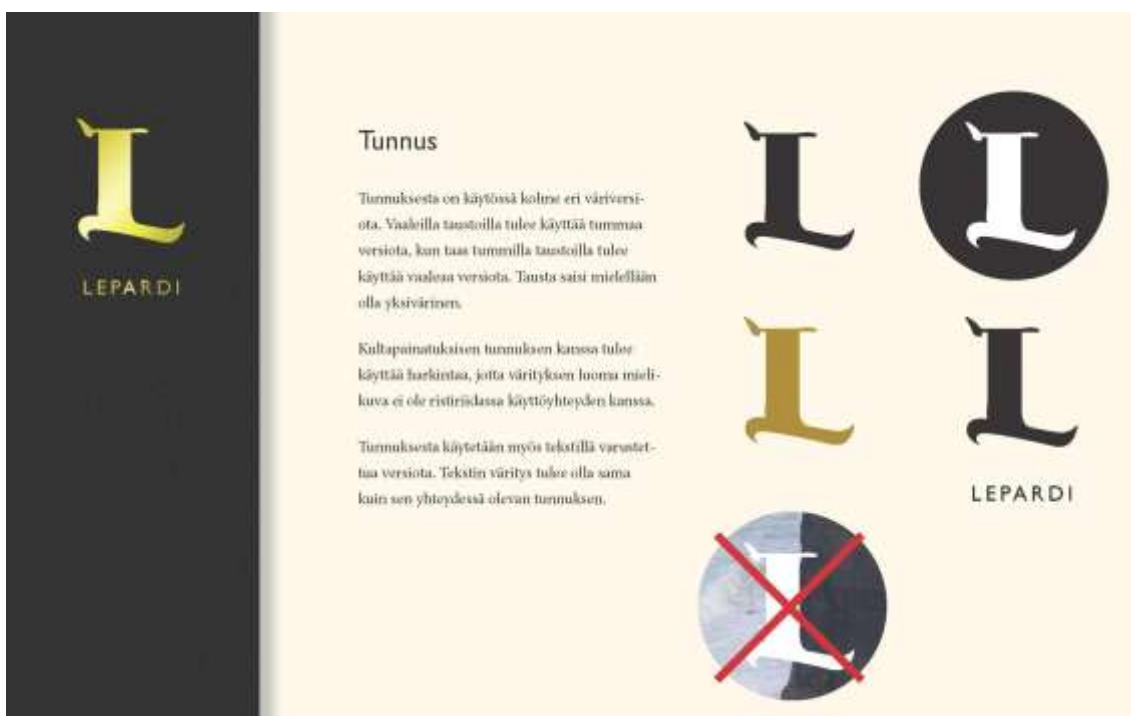 L
LEPARDI
Tunnus
Tunnuksesta on käytössä kolme eri väriversi-
ota. Vaaleilla taustoilla tulee käyttää tummaa
versiota, kun taas tummilla taustoilla tulee
käyttää vaaleaa versiota. Tausta saisi mielellään
olla yksivärinen.
Kultapainatuksisen tunnuksen kanssa tulee
käyttää harkintaa, jotta värityksen luoma mieli-
kuva ei ole ristiriidassa käyttöyhteyden kanssa.
Tunnuksesta käytetään myös tekstillä varustet-
tua versiota. Tekstin väritys tulee olla sama
kuin sen yhteydessä olevan tunnuksen.
L
L
L
L
LEPARDI
L